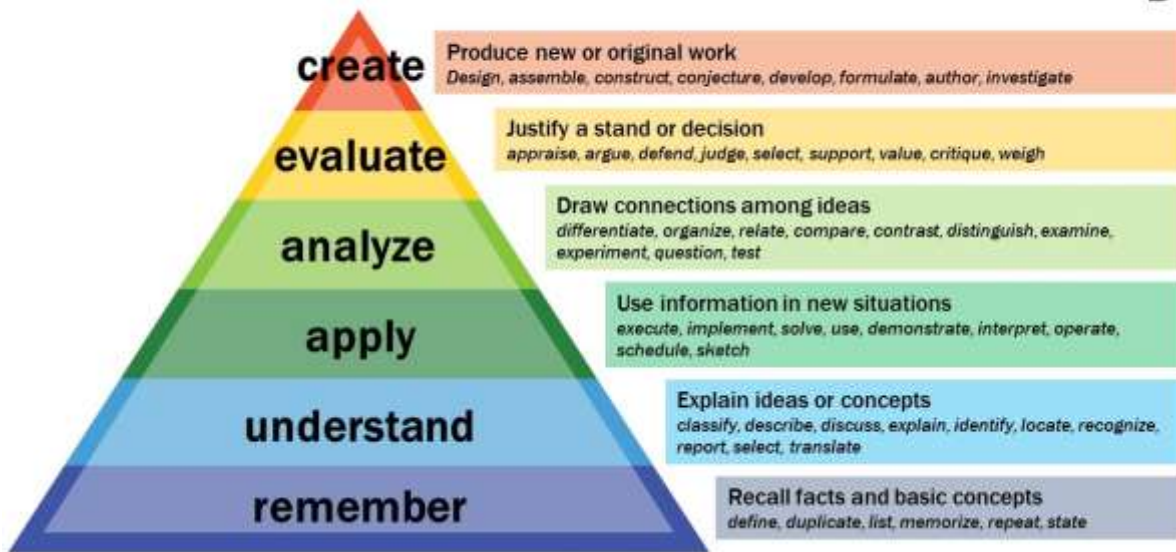 create
Produce new or original work
Design, assemble, construct, conjecture, develop, formulate, author, investigate
evaluate
Justify a stand or decision
appraise, argue, defend, judge, select, support, value, critique, weigh
analyze
Draw connections among ideas
differentiate, organize, relate, compare, contrast, distinguish, examine,
experiment, question, test
apply
Use information in new situations
execute, implement, solve, use, demonstrate, interpret, operate,
schedule, sketch
understand
Explain ideas or concepts
classify, describe, discuss, explain, identify, locate, recognize,
report, select, translate
remember
Recall facts and basic concepts
define, duplicate, list, memorize, repeat, state